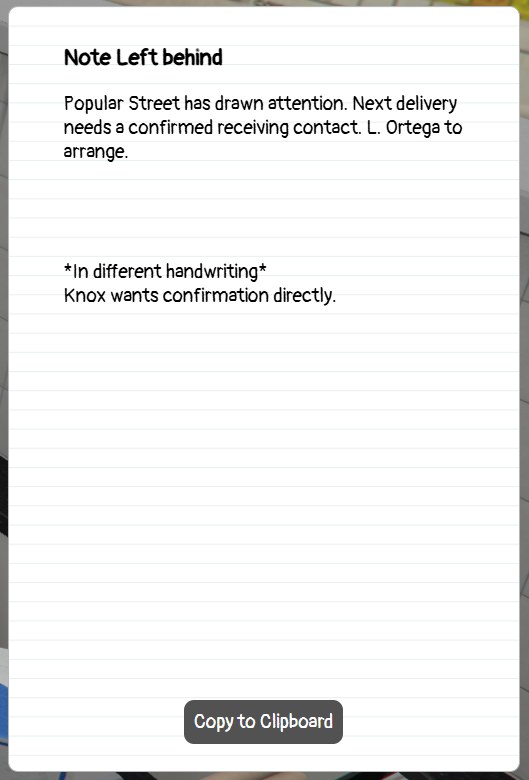 Note Left behind
Popular Street has drawn attention. Next delivery
needs a confirmed receiving contact. L. Ortega to
arrange.
*In different handwriting*
Knox wants confirmation directly.
Copy to Clipboard